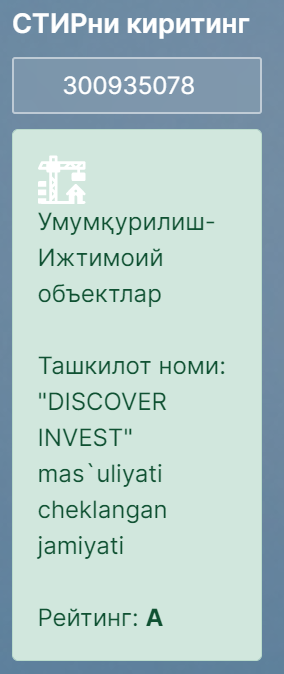 СТИРни киритинг
300935078
Умумқурилиш-
Ижтимоий
объектлар
Ташкилот номи:
"DISCOVER
INVEST"
mas`uliyati
cheklangan
jamiyati
Рейтинг: A